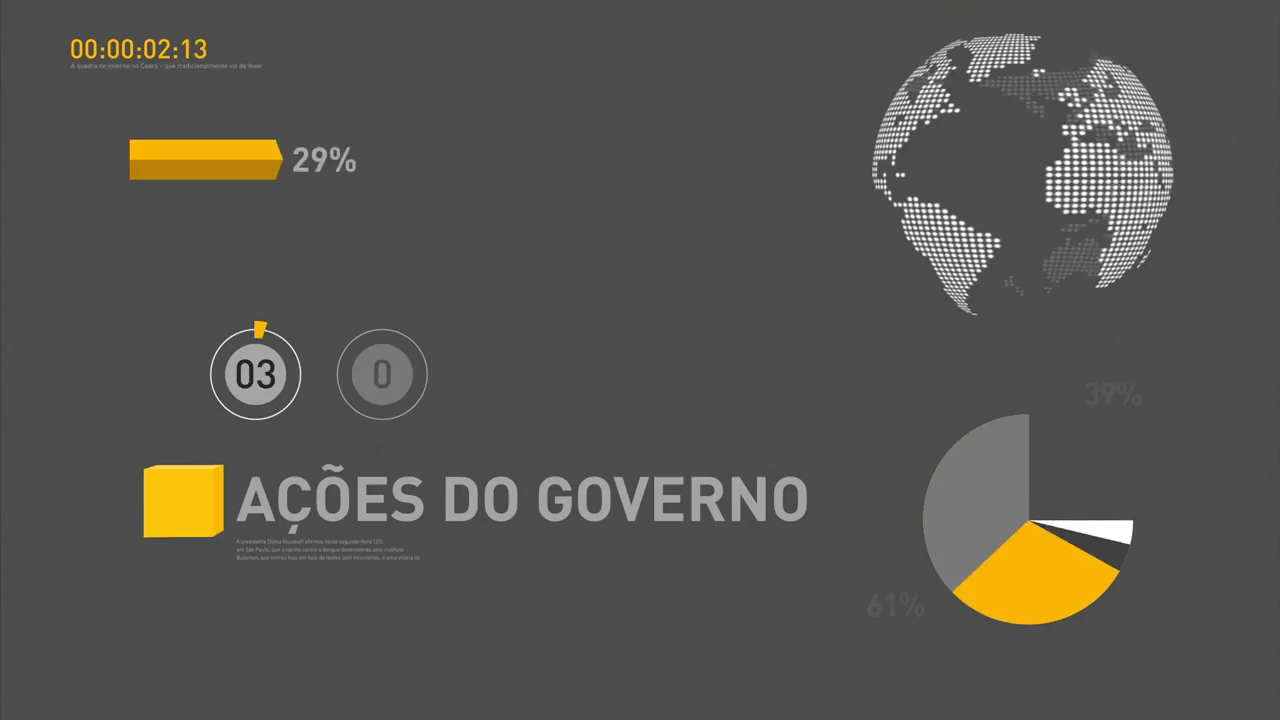 00:00:02:13
A quadra de inverno no Ceara - que tradicionalmente vai de fever
29%
03
0
39%
AÇÕES DO GOVERNO
A presidenta Dilma Rousseff afirmou nesta segunda-feira (22),
em São Paulo, que a vacina contra a dengue desenvolvida pelo Instituto
Butantan, que entrou hoje em fase de testes com voluntários, é uma vitória do
61%